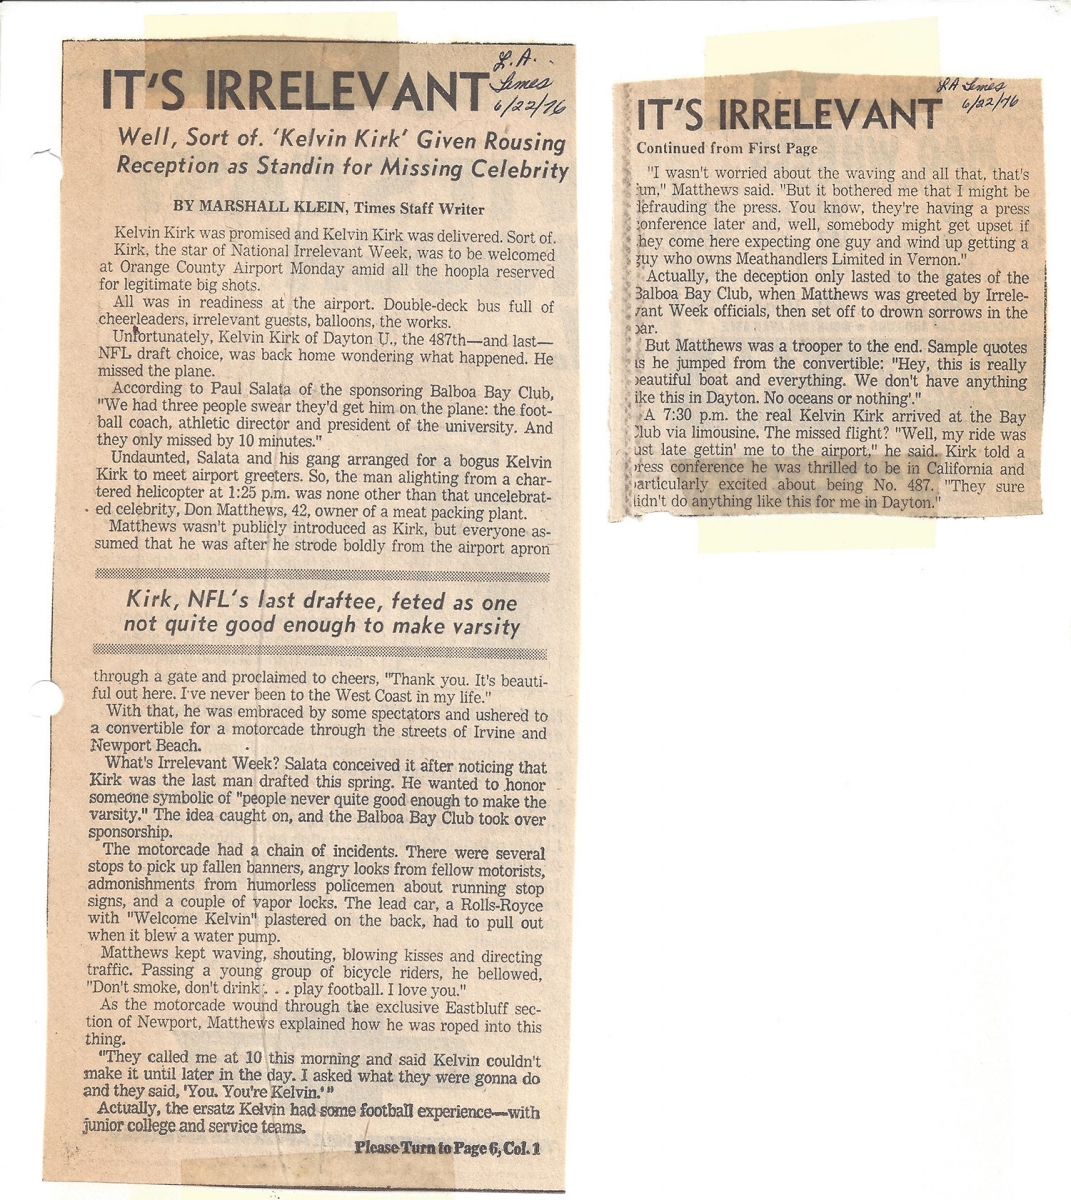 IT'S IRRELEVANT
L.A.
Times
6/22/76
Well, Sort of. 'Kelvin Kirk' Given Rousing
Reception as Standin for Missing Celebrity
BY MARSHALL KLEIN, Times Staff Writer
Kelvin Kirk was promised and Kelvin Kirk was delivered. Sort of.
Kirk, the star of National Irrelevant Week, was to be welcomed
at Orange County Airport Monday amid all the hoopla reserved
for legitimate big shots.
All was in readiness at the airport. Double-deck bus full of
cheerleaders, irrelevant guests, balloons, the works.
Unfortunately, Kelvin Kirk of Dayton U., the 487th—and last—
NFL draft choice, was back home wondering what happened. He
missed the plane.
According to Paul Salata of the sponsoring Balboa Bay Club,
"We had three people swear they'd get him on the plane: the foot-
ball coach, athletic director and president of the university. And
they only missed by 10 minutes."
Undaunted, Salata and his gang arranged for a bogus Kelvin
Kirk to meet airport greeters. So, the man alighting from a char-
tered helicopter at 1:25 p.m. was none other than that uncelebrat-
ed celebrity, Don Matthews, 42, owner of a meat packing plant.
Matthews wasn't publicly introduced as Kirk, but everyone as-
sumed that he was after he strode boldly from the airport apron
Kirk, NFL's last draftee, feted as one
not quite good enough to make varsity
through a gate and proclaimed to cheers, "Thank you. It's beauti-
ful out here. I've never been to the West Coast in my life."
With that, he was embraced by some spectators and ushered to
a convertible for a motorcade through the streets of Irvine and
Newport Beach.
What's Irrelevant Week? Salata conceived it after noticing that
Kirk was the last man drafted this spring. He wanted to honor
someone symbolic of "people never quite good enough to make the
varsity." The idea caught on, and the Balboa Bay Club took over
sponsorship.
The motorcade had a chain of incidents. There were several
stops to pick up fallen banners, angry looks from fellow motorists,
admonishments from humorless policemen about running stop
signs, and a couple of vapor locks. The lead car, a Rolls-Royce
with "Welcome Kelvin" plastered on the back, had to pull out
when it blew a water pump.
Matthews kept waving, shouting, blowing kisses and directing
traffic. Passing a young group of bicycle riders, he bellowed,
"Don't smoke, don't drink . . . play football. I love you."
As the motorcade wound through the exclusive Eastbluff sec-
tion of Newport, Matthews explained how he was roped into this
thing.
"They called me at 10 this morning and said Kelvin couldn't
make it until later in the day. I asked what they were gonna do
and they said, 'You. You're Kelvin.'"
Actually, the ersatz Kelvin had some football experience—with
junior college and service teams.
Please Turn to Page 6, Col. 1
LA Times
6/22/76
IT'S IRRELEVANT
Continued from First Page
"I wasn't worried about the waving and all that, that's
un," Matthews said. "But it bothered me that I might be
defrauding the press. You know, they're having a press
conference later and, well, somebody might get upset if
hey come here expecting one guy and wind up getting a
guy who owns Meathandlers Limited in Vernon."
Actually, the deception only lasted to the gates of the
Balboa Bay Club, when Matthews was greeted by Irrele-
vant Week officials, then set off to drown sorrows in the
bar.
But Matthews was a trooper to the end. Sample quotes
as he jumped from the convertible: "Hey, this is really
beautiful boat and everything. We don't have anything
ike this in Dayton. No oceans or nothing'."
A 7:30 p.m. the real Kelvin Kirk arrived at the Bay
Club via limousine. The missed flight? "Well, my ride was
ust late gettin' me to the airport," he said. Kirk told a
press conference he was thrilled to be in California and
particularly excited about being No. 487. "They sure
didn't do anything like this for me in Dayton."